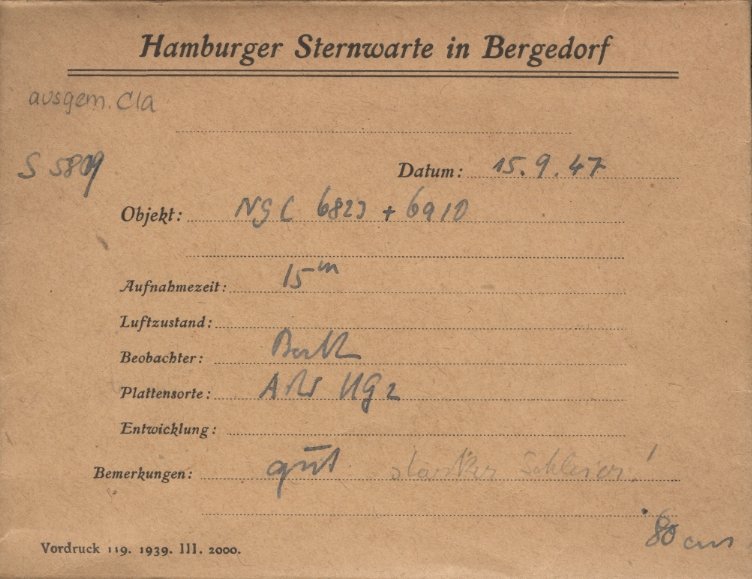 Hamburger Sternwarte in Bergedorf
ausgem. Cla
S 5809
Datum: 15.9.47
Objekt: NGC 6823 + 6910
Aufnahmezeit: 15m
Luftzustand:
Beobachter:
Plattensorte: UG2
Entwicklung:
Bemerkungen: gut starker Schleier!
80 cm
Vordruck 119. 1939. III. 2000.